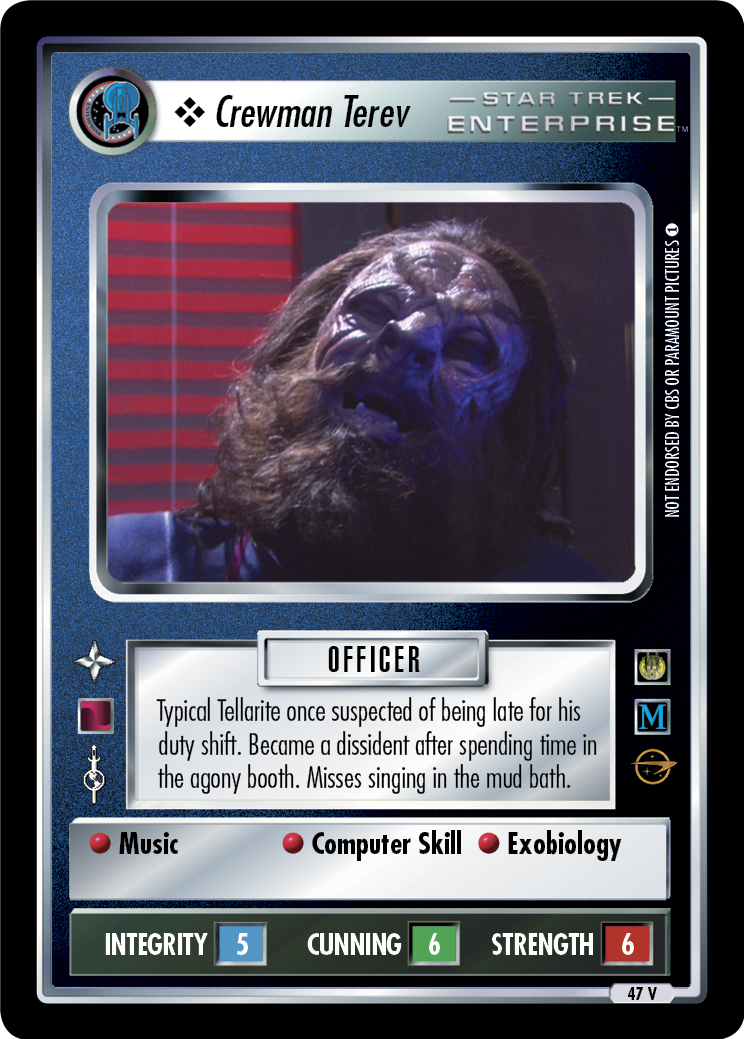 ❖ Crewman Terev
STAR TREK
ENTERPRISE™
NOT ENDORSED BY CBS OR PARAMOUNT PICTURES
OFFICER
Typical Tellarite once suspected of being late for his
duty shift. Became a dissident after spending time in
the agony booth. Misses singing in the mud bath.
M
Music Computer Skill Exobiology
INTEGRITY 5 CUNNING 6 STRENGTH 6
47 V